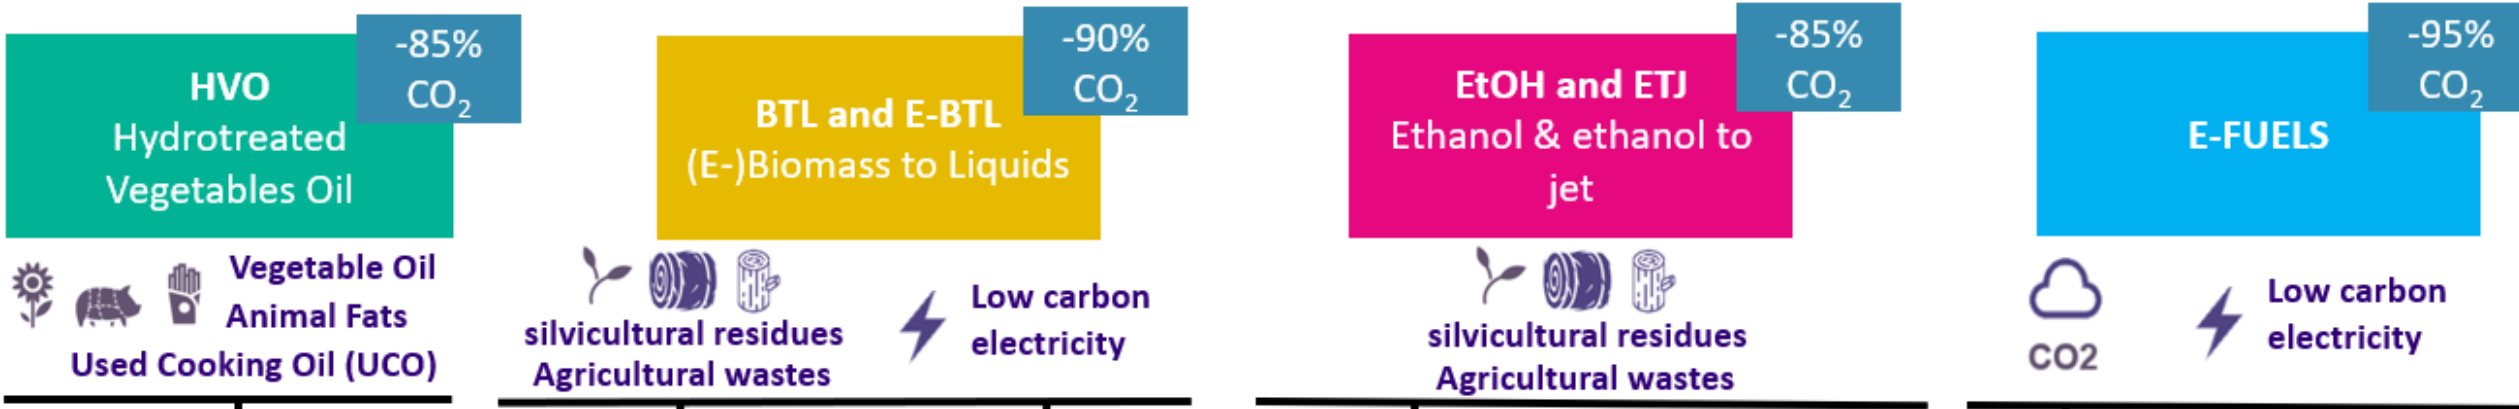 HVO
Hydrotreated
Vegetables Oil
-85%
CO₂
Vegetable Oil
Animal Fats
Used Cooking Oil (UCO)
BTL and E-BTL
(E-)Biomass to Liquids
-90%
CO₂
silvicultural residues
Agricultural wastes
Low carbon
electricity
EtOH and ETJ
Ethanol & ethanol to
jet
-85%
CO₂
silvicultural residues
Agricultural wastes
E-FUELS
-95%
CO₂
CO2
Low carbon
electricity